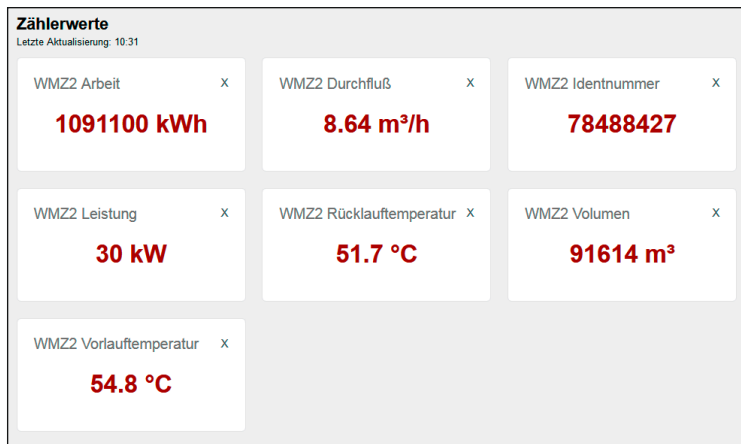 Zählerwerte
Letzte Aktualisierung: 10:31
WMZ2 Arbeit X
1091100 kWh
WMZ2 Durchfluß X
8.64 m³/h
WMZ2 Identnummer X
78488427
WMZ2 Leistung X
30 kW
WMZ2 Rücklauftemperatur X
51.7 °C
WMZ2 Volumen X
91614 m³
WMZ2 Vorlauftemperatur X
54.8 °C